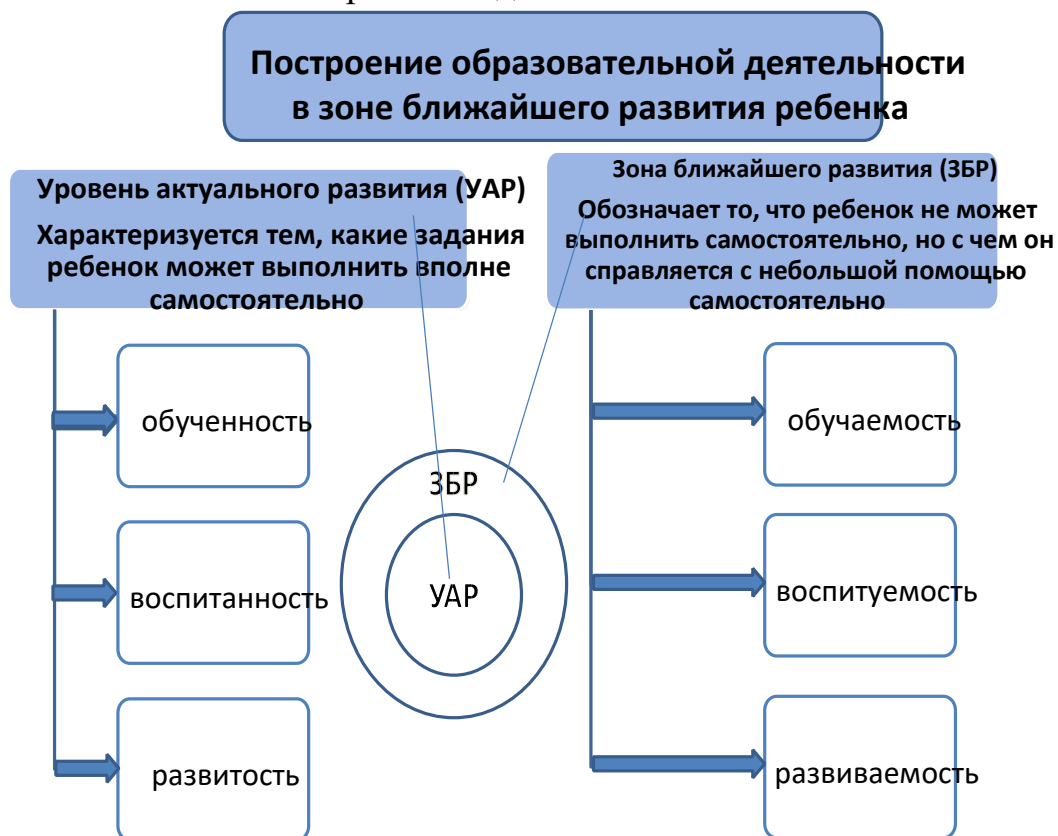 Построение образовательной деятельности
в зоне ближайшего развития ребенка
Уровень актуального развития (УАР)
Характеризуется тем, какие задания
ребенок может выполнить вполне
самостоятельно
Зона ближайшего развития (ЗБР)
Обозначает то, что ребенок не может
выполнить самостоятельно, но с чем он
справляется с небольшой помощью
самостоятельно
обученность
воспитанность
развитость
ЗБР
УАР
обучаемость
воспитуемость
развиваемость